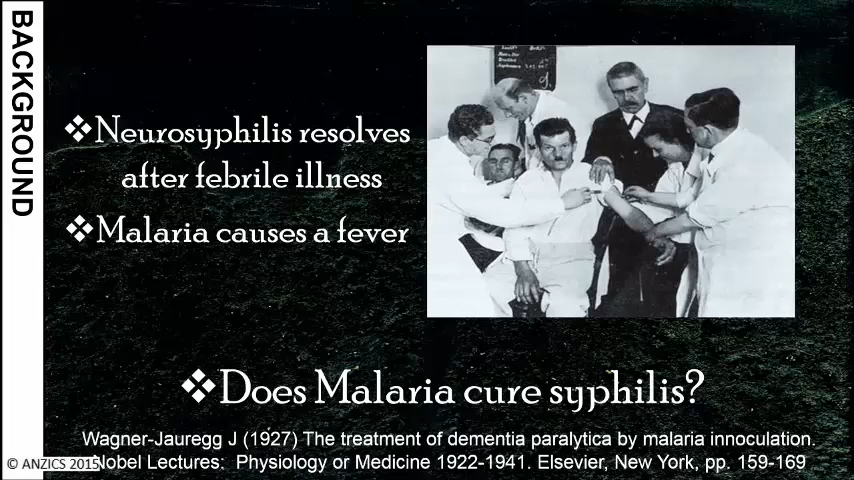 BACKGROUND
❖Neurosyphilis resolves
after febrile illness
❖Malaria causes a fever
❖Does Malaria cure syphilis?
Wagner-Jauregg J (1927) The treatment of dementia paralytica by malaria innoculation.
Nobel Lectures: Physiology or Medicine 1922-1941. Elsevier, New York, pp. 159-169
© ANZICS 2015